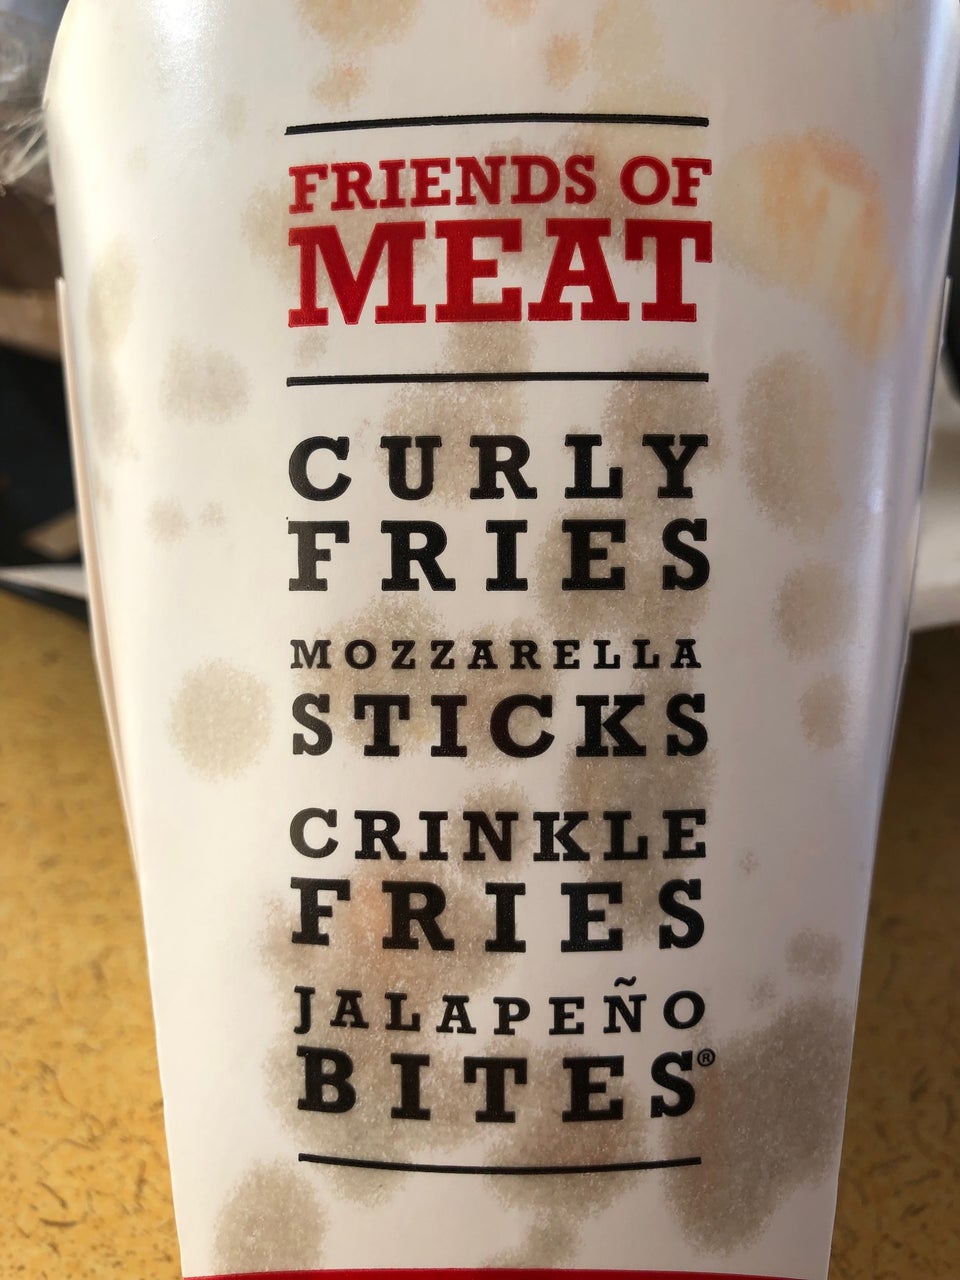 FRIENDS OF
MEAT
CURLY
FRIES
MOZZARELLA
STICKS
CRINKLE
FRIES
JALAPEÑO
BITES®